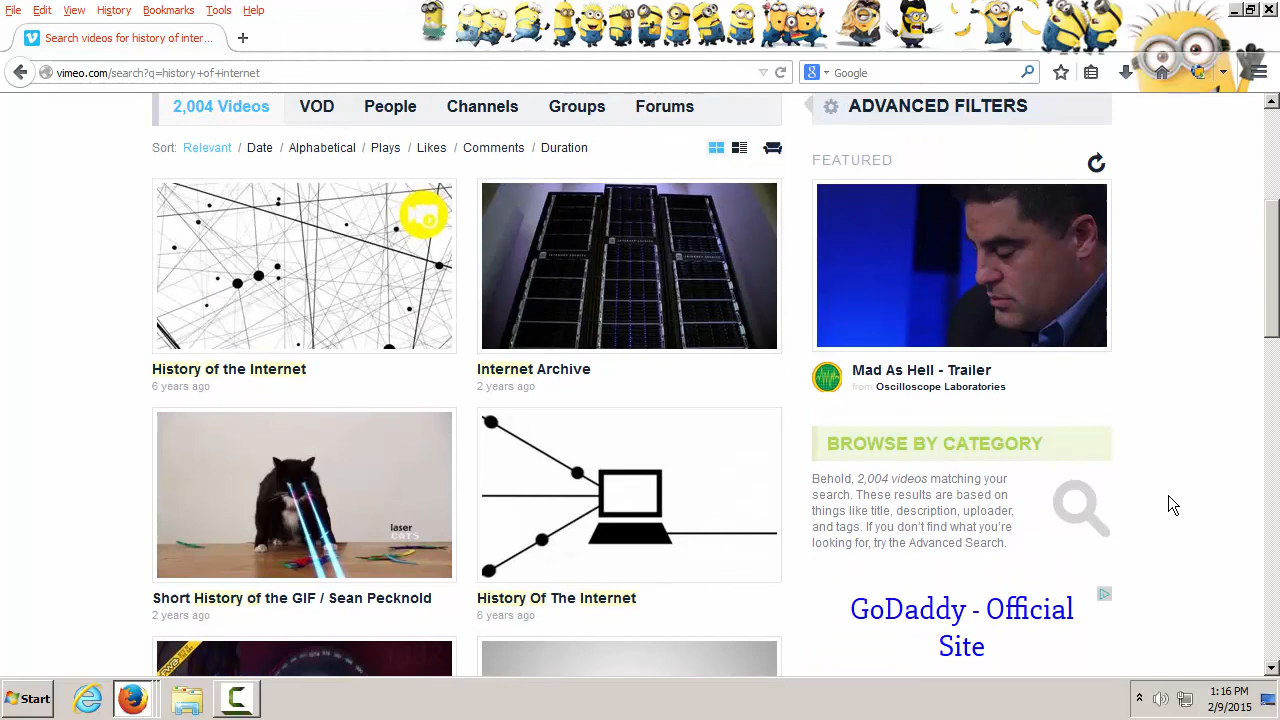 File Edit View History Bookmarks Tools Help
Search videos for history of inter...
vimeo.com/search?q=history+of+internet
Google
2,004 Videos VOD People Channels Groups Forums
ADVANCED FILTERS
Sort: Relevant / Date / Alphabetical / Plays / Likes / Comments / Duration
FEATURED
History of the Internet
6 years ago
Internet Archive
2 years ago
Mad As Hell - Trailer
from Oscilloscope Laboratories
BROWSE BY CATEGORY
Behold, 2,004 videos matching your
search. These results are based on
things like title, description, uploader,
and tags. If you don't find what you're
looking for, try the Advanced Search.
laser
CATS
Short History of the GIF / Sean Pecknold
2 years ago
History Of The Internet
6 years ago
GoDaddy - Official
Site
Start
1:16 PM
2/9/2015